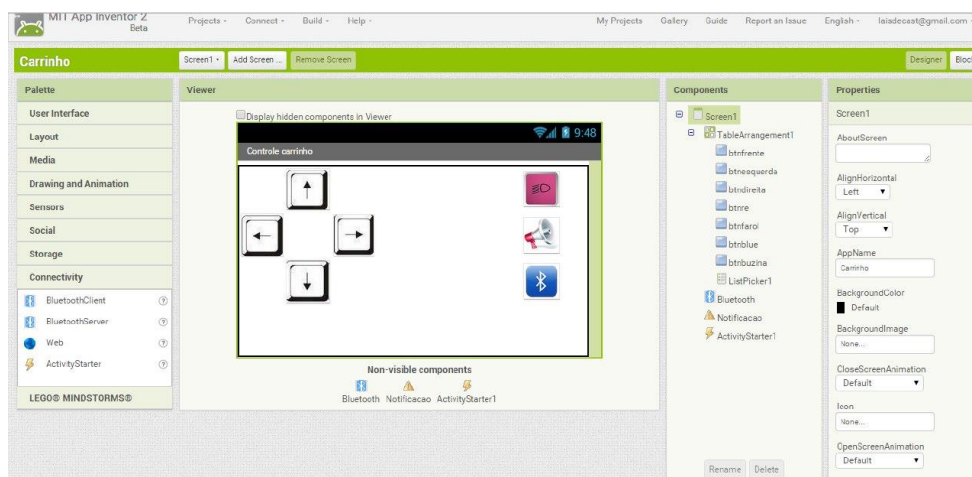 MIT App Inventor 2
Beta
Projects Connect Build Help My Projects Gallery Guide Report an Issue English laisdecast@gmail.com
Carrinho Screen1 Add Screen ... Remove Screen Designer Bloc
Palette Viewer Components Properties
User Interface
Layout
Media
Drawing and Animation
Sensors
Social
Storage
Connectivity
BluetoothClient
BluetoothServer
Web
ActivityStarter
LEGO® MINDSTORMS®
Display hidden components in Viewer
9:48
Controle carrinho
Non-visible components
Bluetooth Notificacao ActivityStarter1
Screen1
TableArrangement1
btnfrente
btnesquerda
btndireita
btnre
btnfarol
btnblue
btnbuzina
ListPicker1
Bluetooth
Notificacao
ActivityStarter1
Rename Delete
Screen1
AboutScreen
AlignHorizontal
Left
AlignVertical
Top
AppName
Carrinho
BackgroundColor
Default
BackgroundImage
None...
CloseScreenAnimation
Default
Icon
None...
OpenScreenAnimation
Default